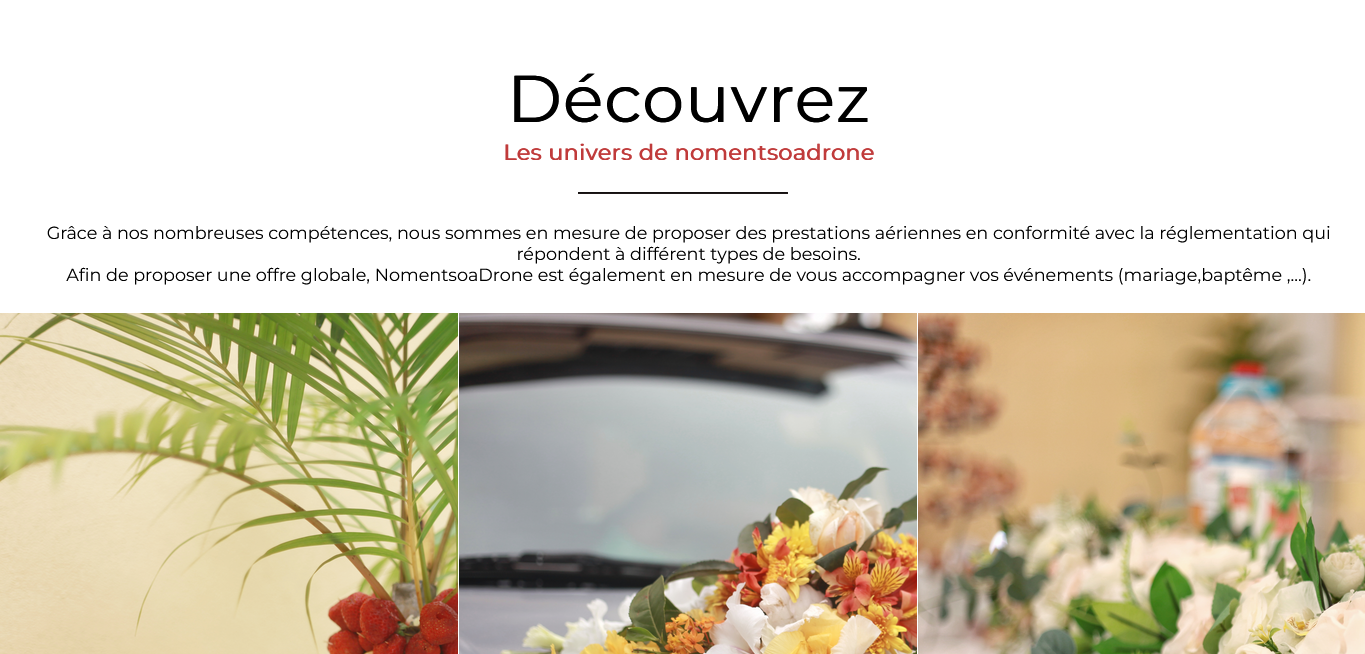 Découvrez
Les univers de nomentsoadrone
Grâce à nos nombreuses compétences, nous sommes en mesure de proposer des prestations aériennes en conformité avec la réglementation qui
répondent à différent types de besoins.
Afin de proposer une offre globale, NomentsoaDrone est également en mesure de vous accompagner vos événements (mariage,baptême ,...).